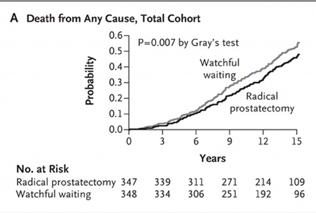 A Death from Any Cause, Total Cohort
0.6
0.5
0.4
0.3
0.2
0.1
0.0
Probability
P=0.007 by Gray's test
Watchful
waiting
Radical
prostatectomy
0 3 6 9 12 15
Years
No. at Risk
Radical prostatectomy 347 339 311 271 214 109
Watchful waiting 348 334 306 251 192 96